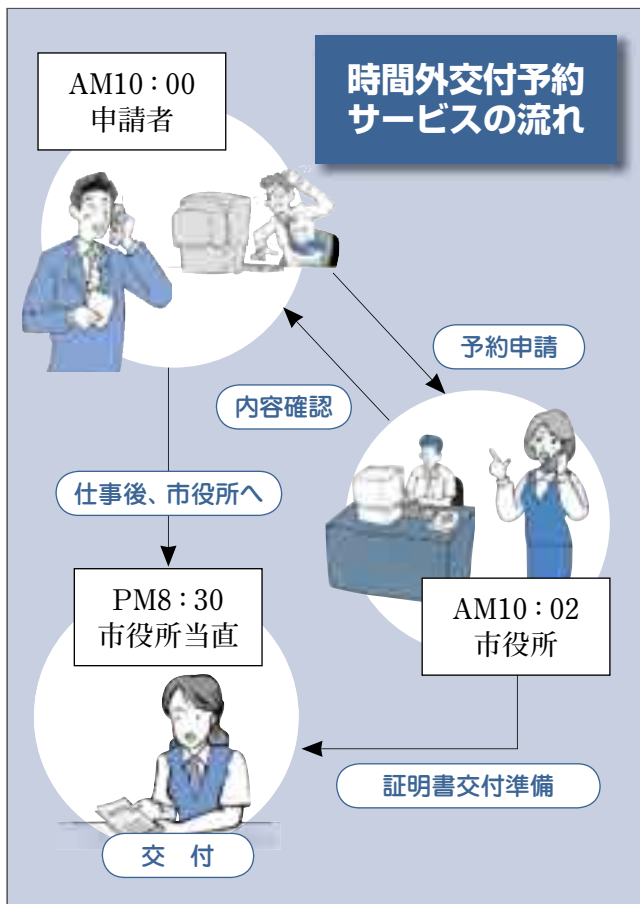 時間外交付予約
サービスの流れ
AM10：00
申請者
予約申請
内容確認
仕事後、市役所へ
AM10：02
市役所
PM8：30
市役所当直
証明書交付準備
交　付